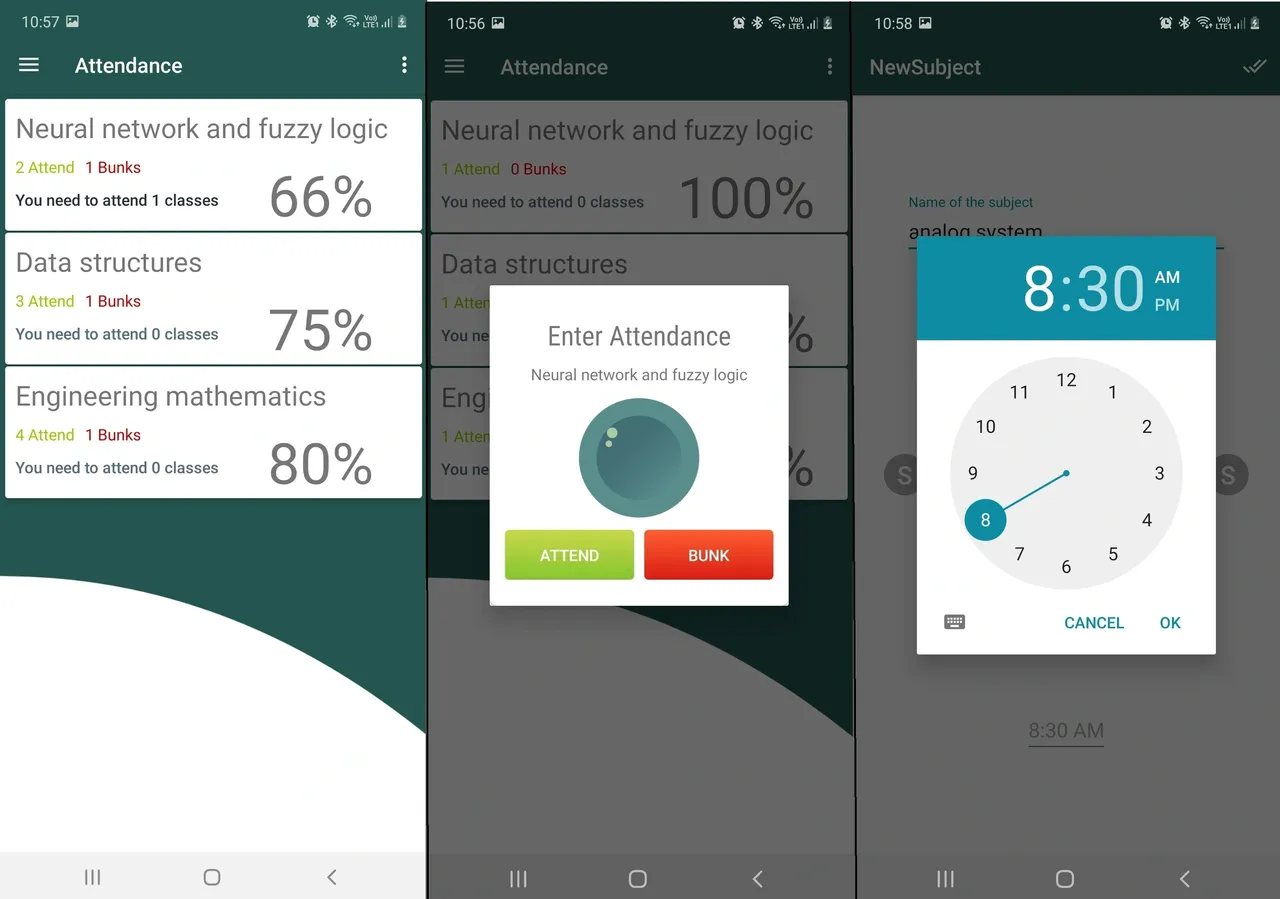 10:57
Vo)) LTE1
Attendance
Neural network and fuzzy logic
2 Attend 1 Bunks
You need to attend 1 classes
66%
Data structures
3 Attend 1 Bunks
You need to attend 0 classes
75%
Engineering mathematics
4 Attend 1 Bunks
You need to attend 0 classes
80%
10:56
Vo)) LTE1
Attendance
Neural network and fuzzy logic
1 Attend 0 Bunks
You need to attend 0 classes
100%
Data structures
1 Atten
You ne
%
Eng
1 Atten
You ne
%
Enter Attendance
Neural network and fuzzy logic
ATTEND
BUNK
10:58
Vo)) LTE1
NewSubject
Name of the subject
analog system
S
S
8:30
AM
PM
12
1
2
3
4
5
6
7
8
9
10
11
CANCEL
OK
8:30 AM